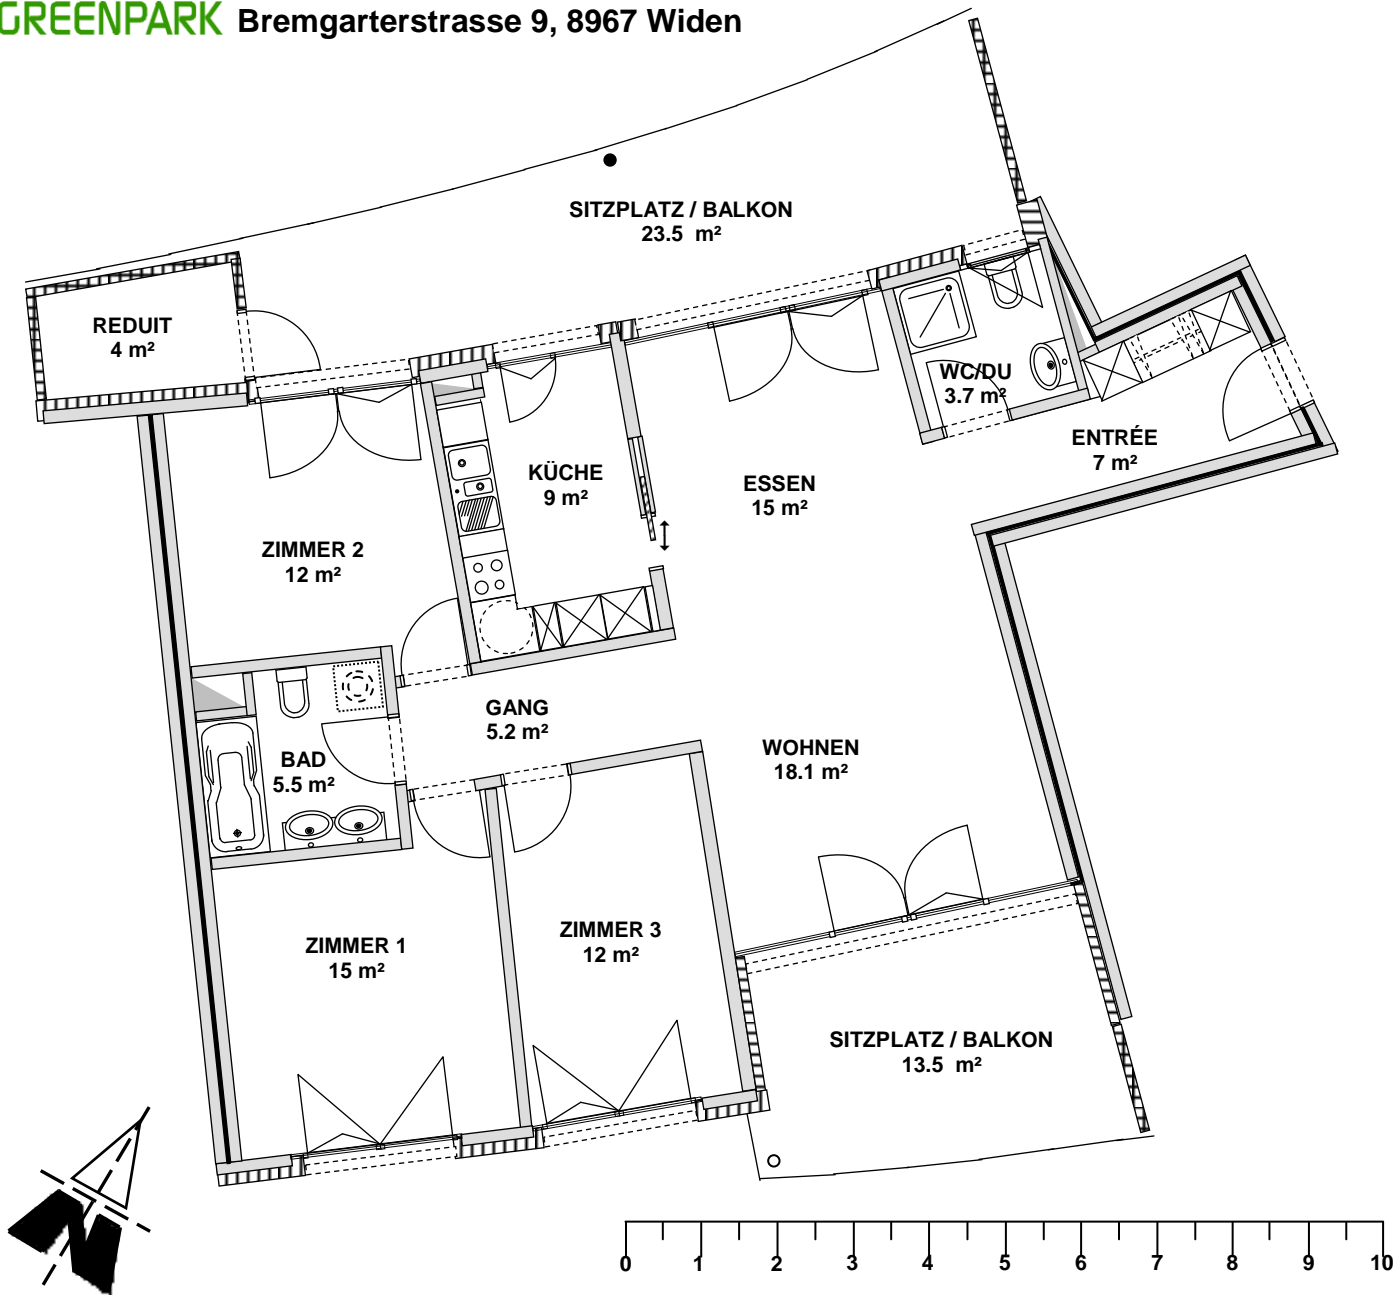 GREENPARK Bremgarterstrasse 9, 8967 Widen
SITZPLATZ / BALKON
23.5 m²
REDUIT
4 m²
WC/DU
3.7 m²
ENTRÉE
7 m²
KÜCHE
9 m²
ESSEN
15 m²
ZIMMER 2
12 m²
GANG
5.2 m²
BAD
5.5 m²
WOHNEN
18.1 m²
ZIMMER 1
15 m²
ZIMMER 3
12 m²
SITZPLATZ / BALKON
13.5 m²
N
0 1 2 3 4 5 6 7 8 9 10